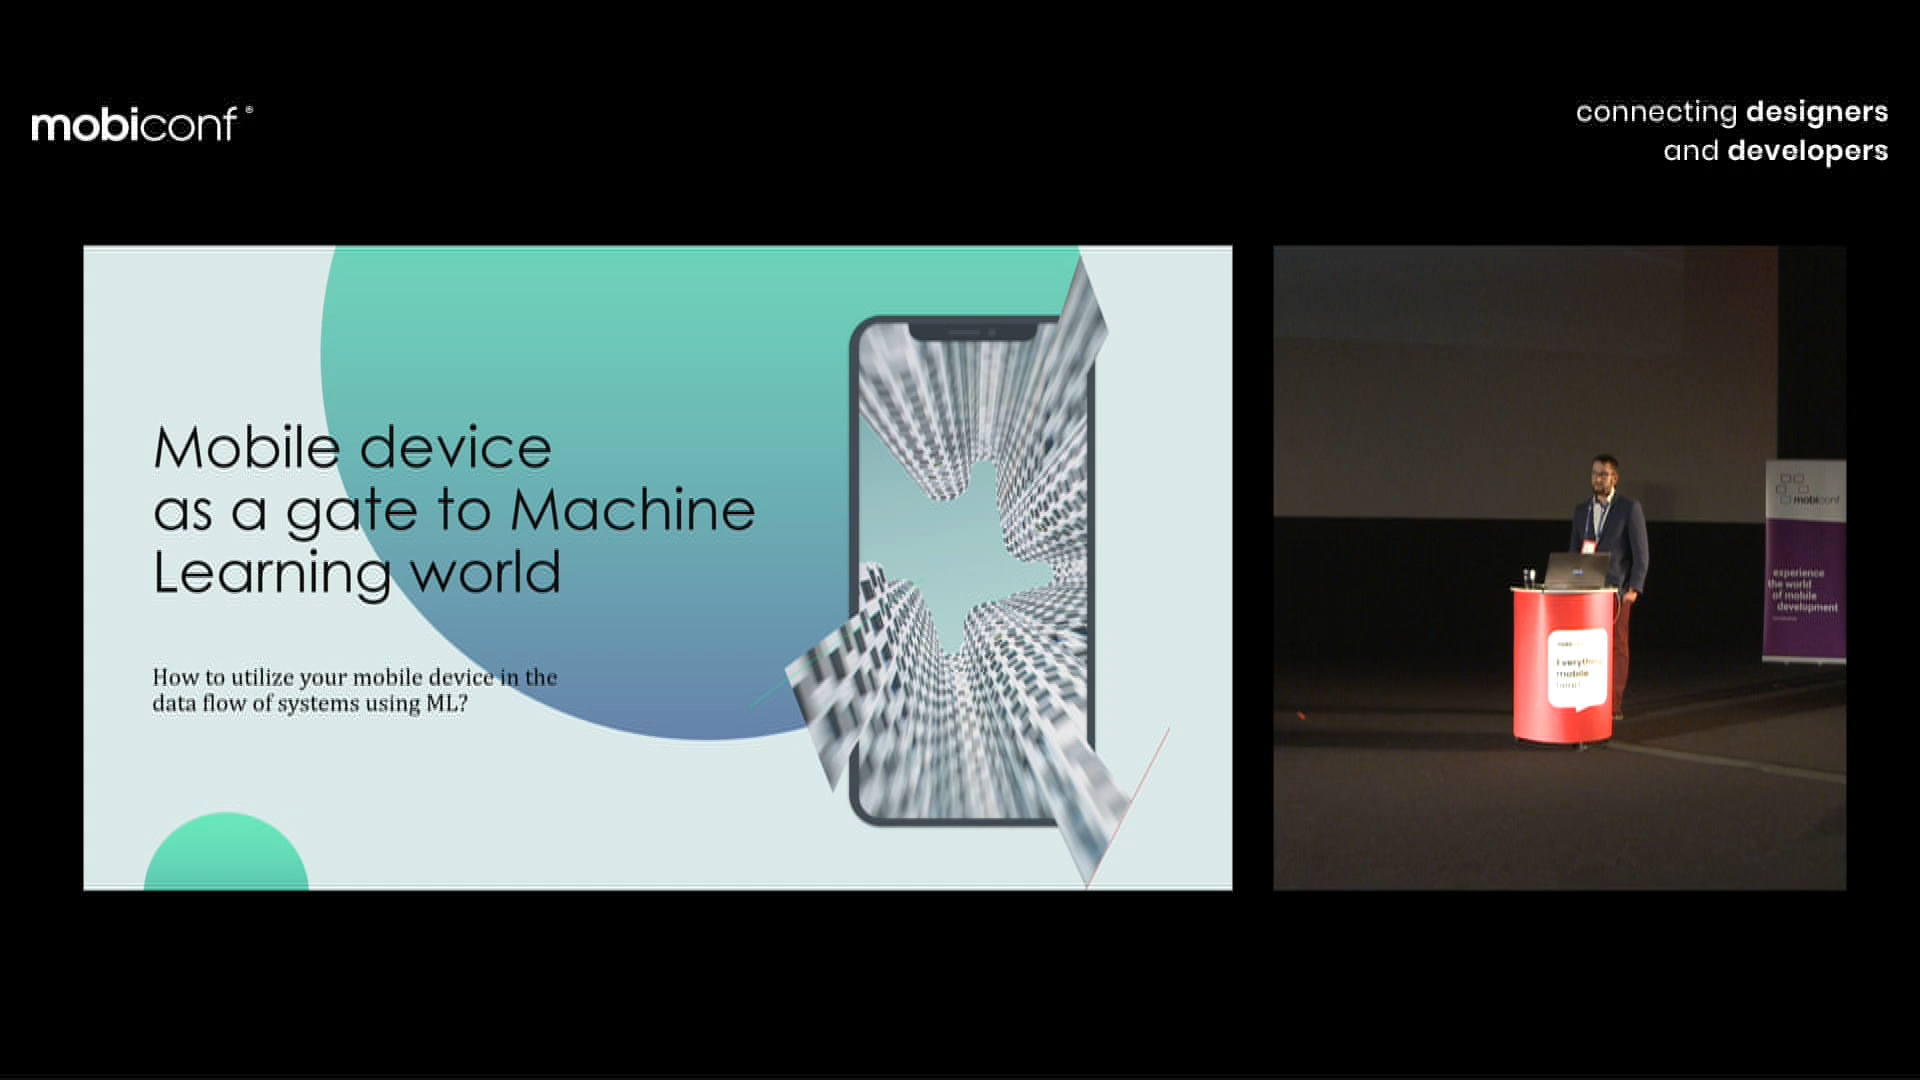 mobiconf®
connecting designers
and developers
Mobile device
as a gate to Machine
Learning world
How to utilize your mobile device in the
data flow of systems using ML?
mobiconf
experience
the world
of mobile
development
mobile